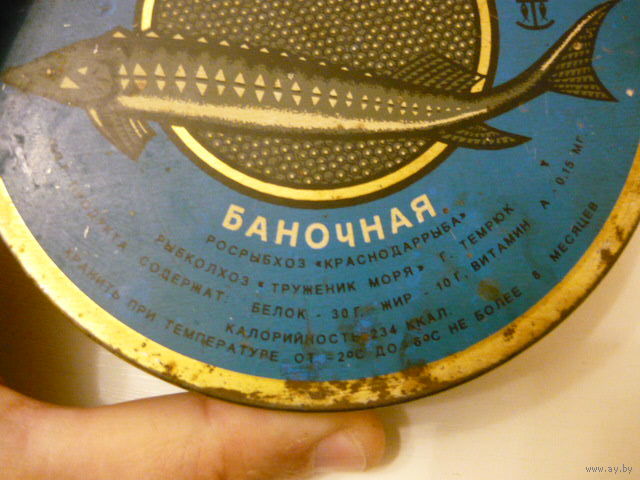 БАНОЧНАЯ
РОСРЫБХОЗ «КРАСНОДАРРЫБА»
РЫБКОЛХОЗ «ТРУЖЕНИК МОРЯ» Г. ТЕМРЮК
ПРОДУКТА СОДЕРЖАТ: БЕЛОК - 30 Г. ЖИР - 10 Г. ВИТАМИН А - 0,15 МГ
КАЛОРИЙНОСТЬ 234 ККАЛ.
ХРАНИТЬ ПРИ ТЕМПЕРАТУРЕ ОТ -2°С ДО 6°С НЕ БОЛЕЕ 6 МЕСЯЦЕВ
www.ay.by